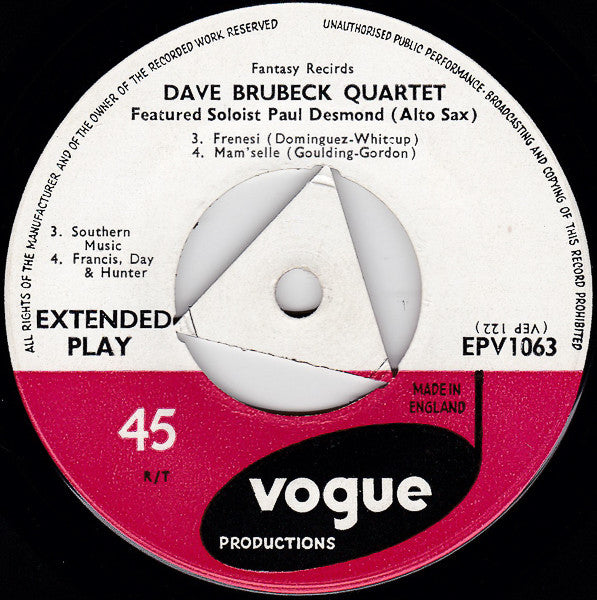 ALL RIGHTS OF THE MANUFACTURER AND OF THE OWNER OF THE RECORDED WORK RESERVED
UNAUTHORISED PUBLIC PERFORMANCE · BROADCASTING AND COPYING OF THIS RECORD PROHIBITED
Fantasy Recirds
DAVE BRUBECK QUARTET
Featured Soloist Paul Desmond (Alto Sax)
3. Frenesi (Dominguez-Whitcup)
4. Mam'selle (Goulding-Gordon)
3. Southern
Music
4. Francis, Day
& Hunter
EXTENDED
PLAY
(VEP 122)
EPV1063
45
R/T
MADE IN
ENGLAND
vogue
PRODUCTIONS